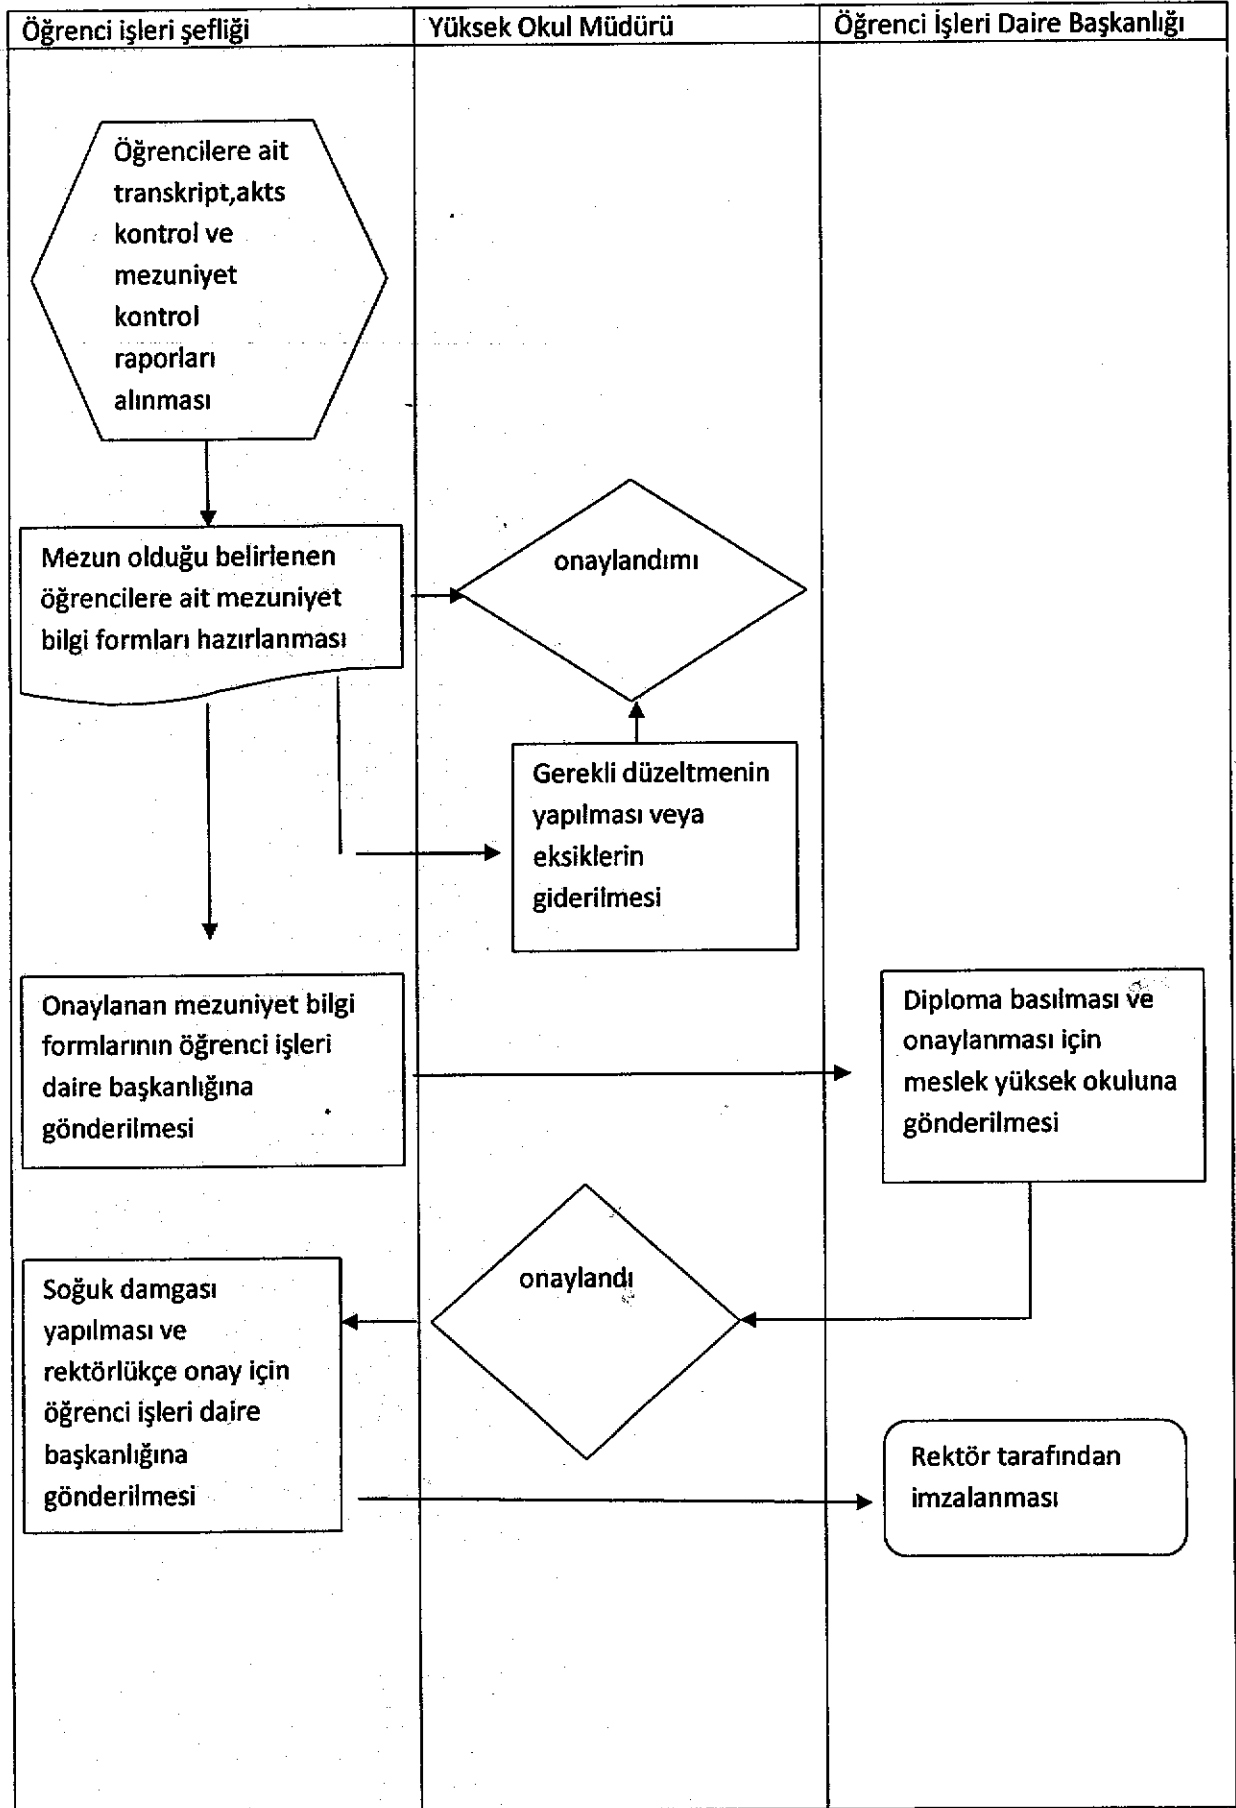 Öğrenci işleri şefliği
Yüksek Okul Müdürü
Öğrenci İşleri Daire Başkanlığı
Öğrencilere ait
transkript,akts
kontrol ve
mezuniyet
kontrol
raporları
alınması
Mezun olduğu belirlenen
öğrencilere ait mezuniyet
bilgi formları hazırlanması
onaylandımı
Gerekli düzeltmenin
yapılması veya
eksiklerin
giderilmesi
Onaylanan mezuniyet bilgi
formlarının öğrenci işleri
daire başkanlığına
gönderilmesi
Diploma basılması ve
onaylanması için
meslek yüksek okuluna
gönderilmesi
onaylandı
Soğuk damgası
yapılması ve
rektörlükçe onay için
öğrenci işleri daire
başkanlığına
gönderilmesi
Rektör tarafından
imzalanması